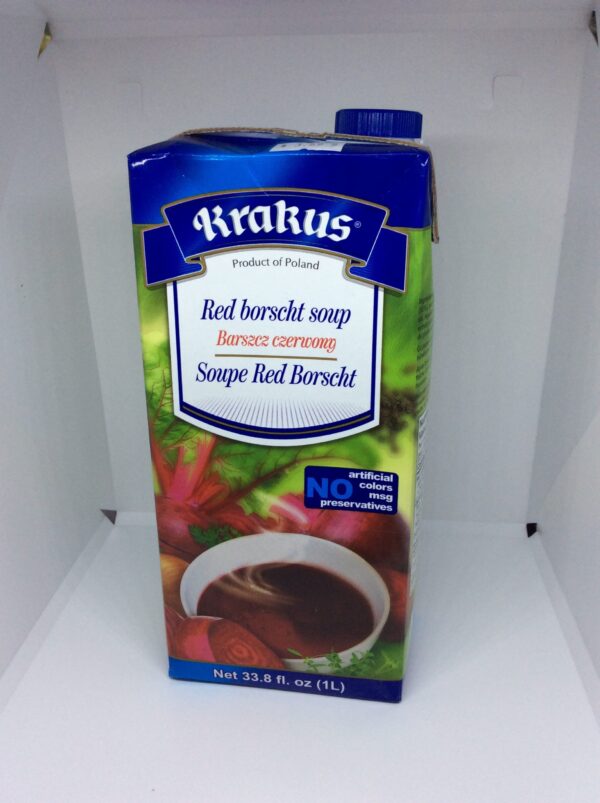 Krakus®
Product of Poland
Red borscht soup
Barszcz czerwony
Soupe Red Borscht
NO artificial
colors
msg
preservatives
Net 33.8 fl. oz (1L)